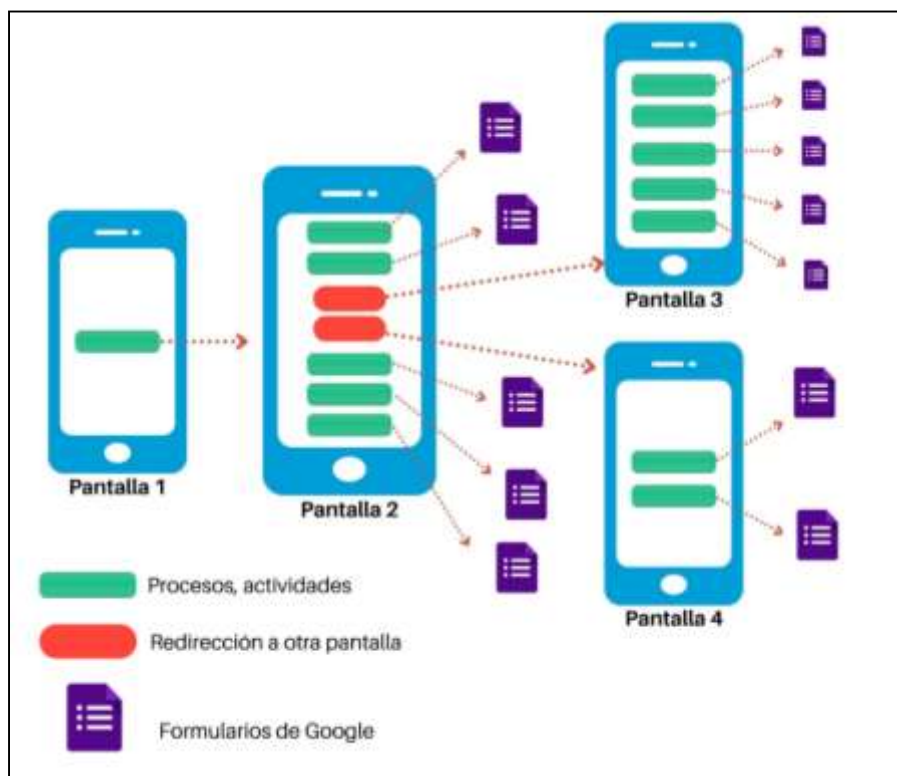 Pantalla 1
Pantalla 2
Pantalla 3
Pantalla 4
Procesos, actividades
Redirección a otra pantalla
Formularios de Google